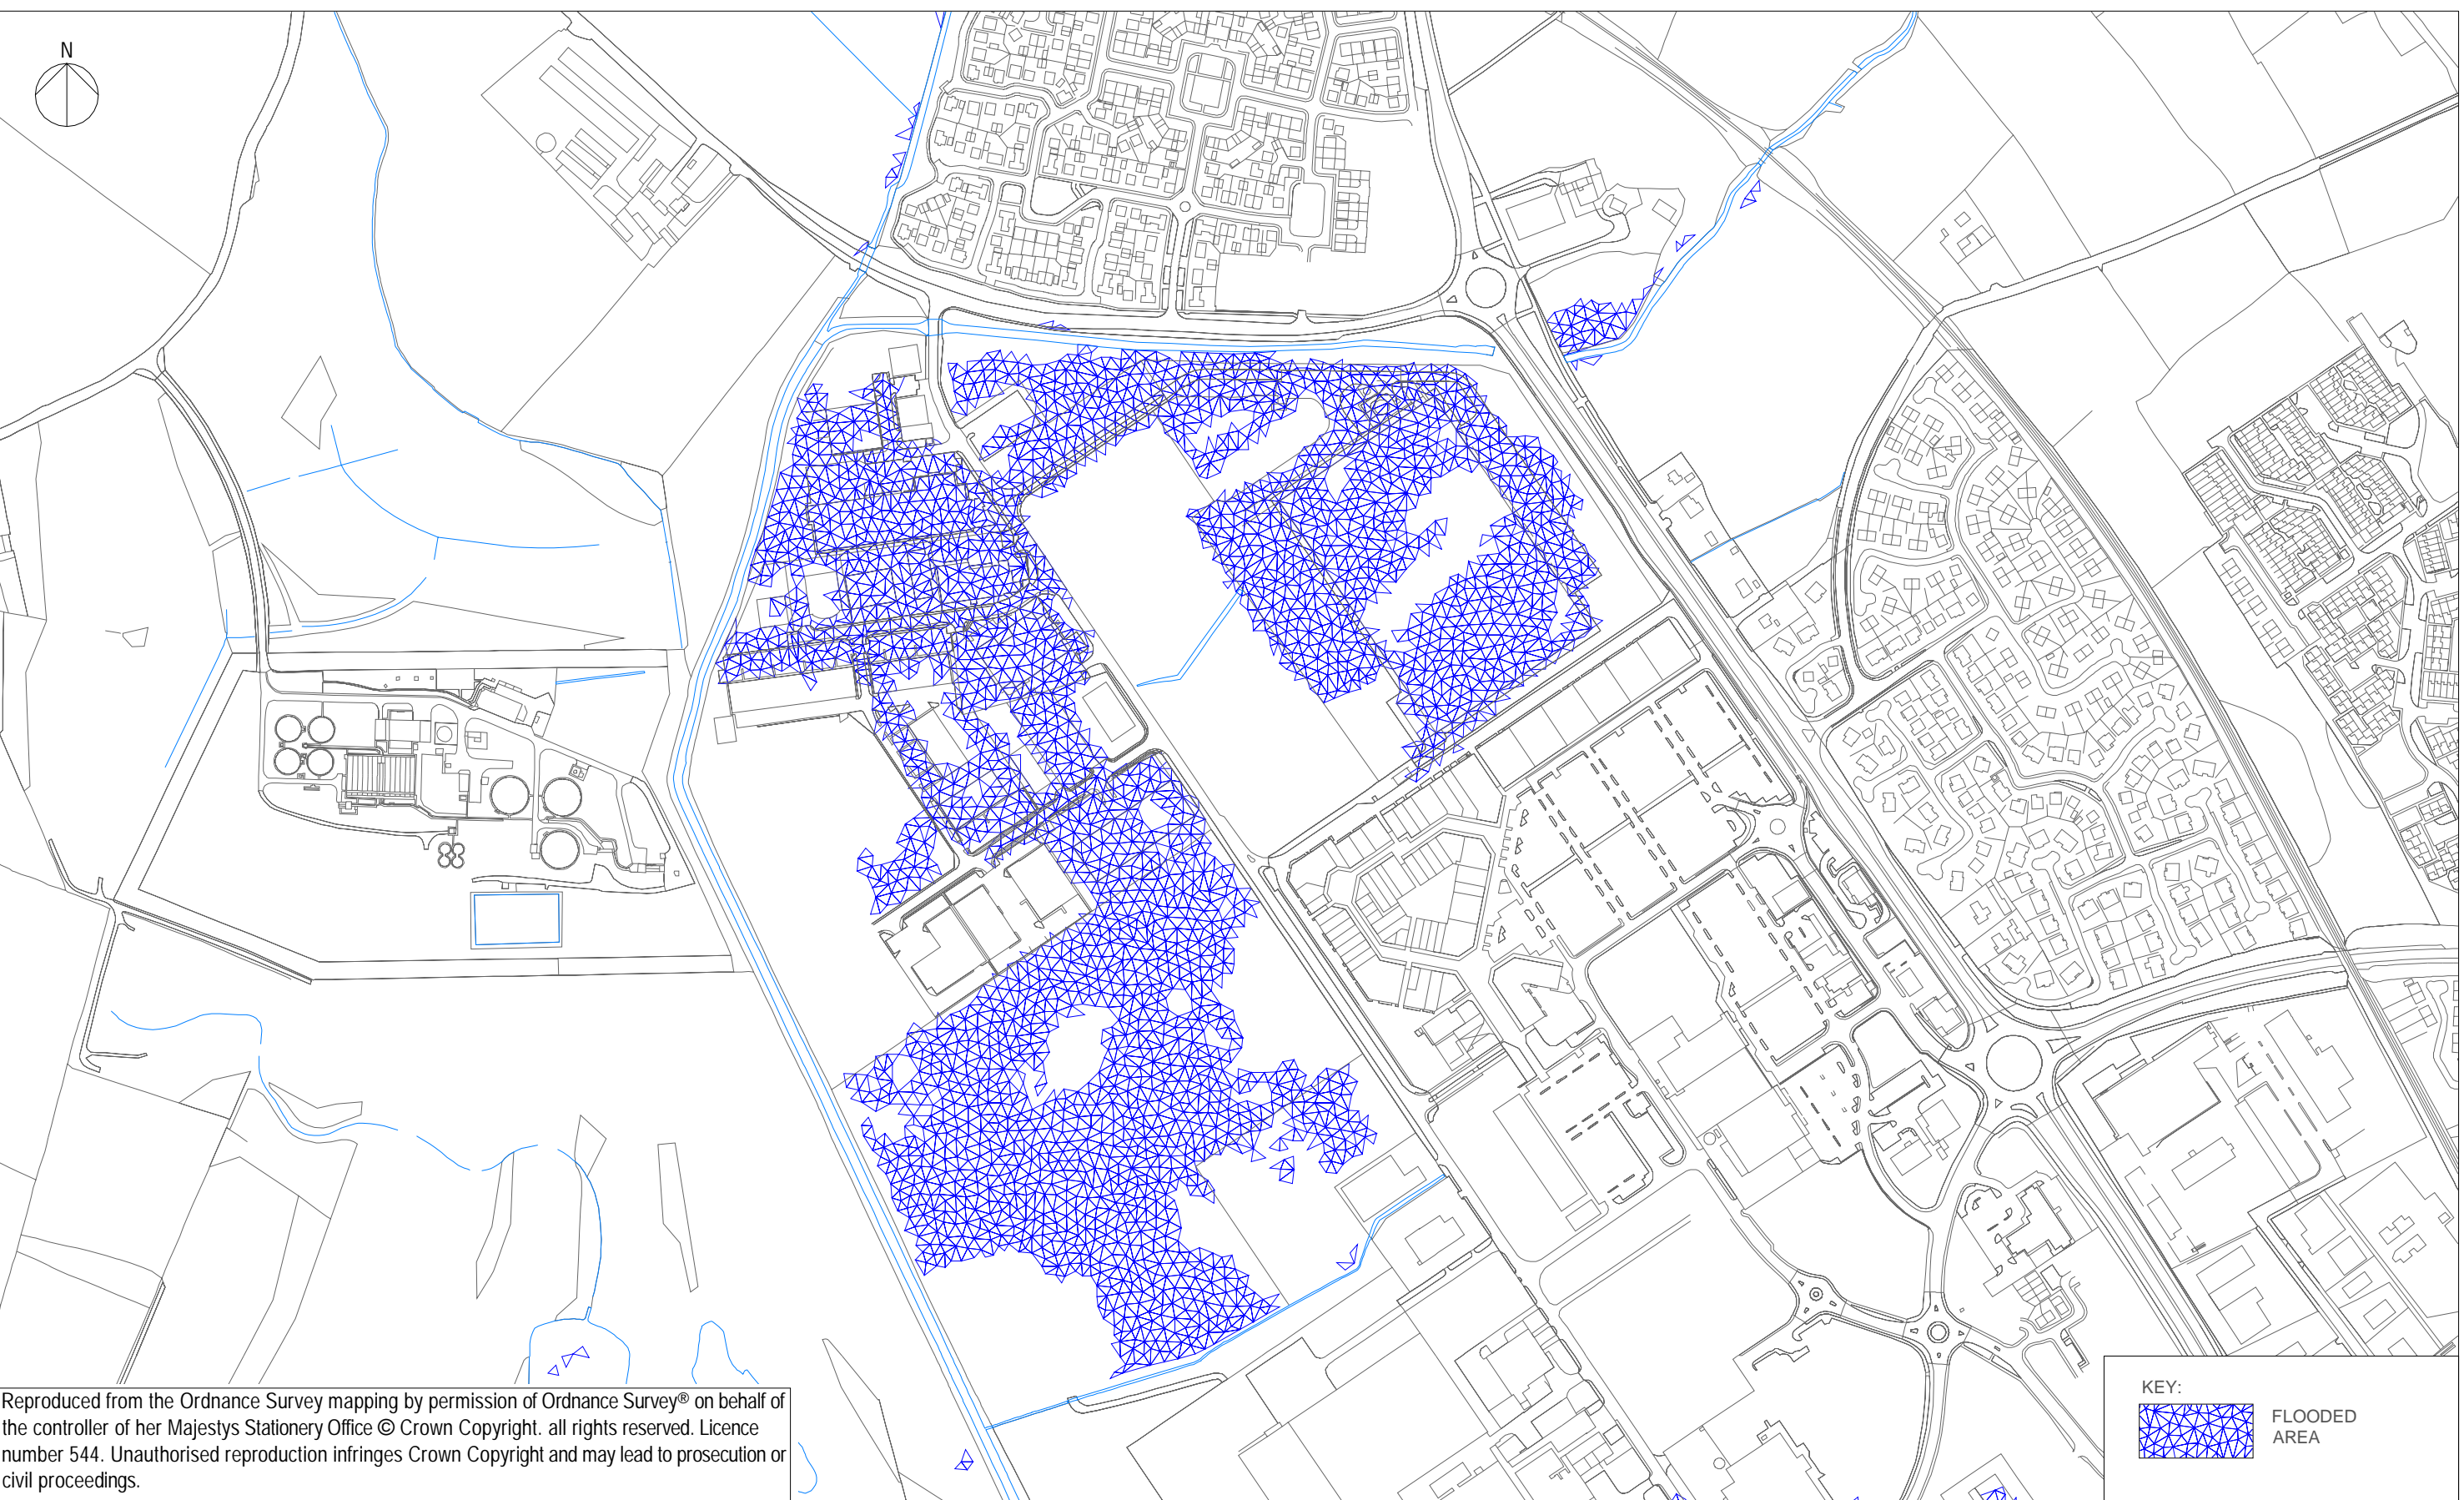 N
Reproduced from the Ordnance Survey mapping by permission of Ordnance Survey® on behalf of
the controller of her Majestys Stationery Office © Crown Copyright. all rights reserved. Licence
number 544. Unauthorised reproduction infringes Crown Copyright and may lead to prosecution or
civil proceedings.
KEY:
FLOODED
AREA